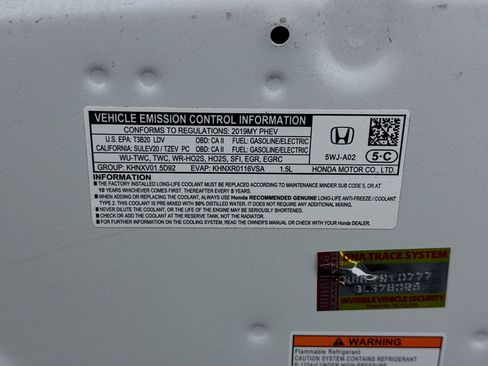 VEHICLE EMISSION CONTROL INFORMATION
CONFORMS TO REGULATIONS: 2019MY PHEV
U.S. EPA: T3B20 LDV OBD: CA II FUEL: GASOLINE/ELECTRIC
CALIFORNIA: SULEV20 / TZEV PC OBD: CA II FUEL: GASOLINE/ELECTRIC
WU-TWC, TWC, WR-HO2S, HO2S, SFI, EGR, EGRC
GROUP: KHNXV01.5D92 EVAP: KHNXR0116VSA 1.5L
5WJ-A02
5-C
HONDA MOTOR CO., LTD.
INFORMATION
■ THE FACTORY INSTALLED LONG-LIFE COOLANT SHOULD BE CHANGED ACCORDING TO MAINTENANCE MINDER SUB CODE 5, OR AT
10 YEARS WHICHEVER COMES FIRST. THEREAFTER EVERY 5 YEARS.
■ WHEN ADDING OR REPLACING THE COOLANT, ALWAYS USE Honda RECOMMENDED GENUINE LONG-LIFE ANTI-FREEZE / COOLANT
TYPE 2. THIS COOLANT IS PRE-MIXED WITH 50% DISTILLED WATER. IT DOES NOT REQUIRE ANY ADDITIONAL MIXING.
■ NEVER DILUTE THE COOLANT, OR THE LIFE OF THE ENGINE MAY BE SERIOUSLY SHORTENED.
■ CHECK OR ADD COOLANT AT THE RESERVE TANK, NOT THE RADIATOR.
■ FOR FURTHER INFORMATION ON THE COOLING SYSTEM, READ THE OWNER'S MANUAL OR CHECK WITH YOUR Honda DEALER.
DNA TRACE SYSTEM
INVISIBLE VEHICLE SECURITY
WARNING
Flammable Refrigerant
CAUTION SYSTEM CONTAINS REFRIGERANT